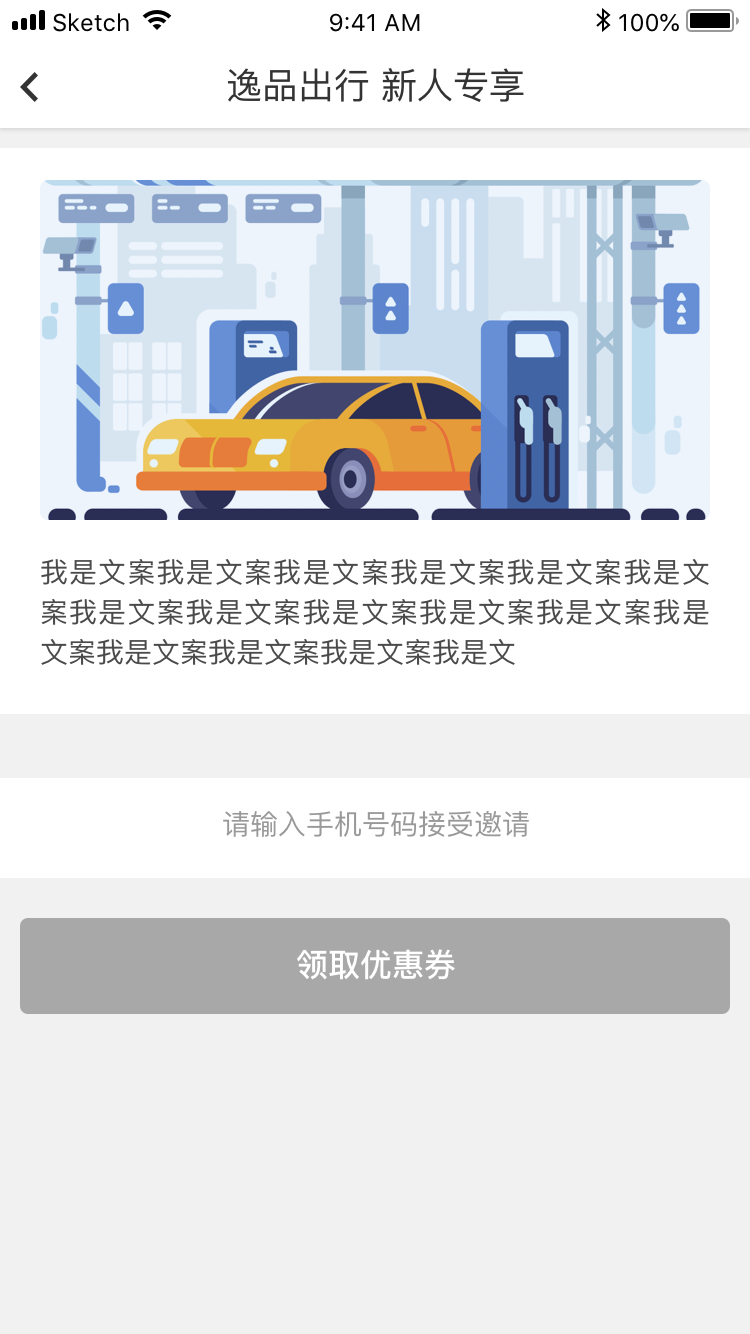 Sketch 9:41 AM 100%
逸品出行 新人专享
我是文案我是文案我是文案我是文案我是文案我是文
案我是文案我是文案我是文案我是文案我是文案我是
文案我是文案我是文案我是文案我是文
请输入手机号码接受邀请
领取优惠券